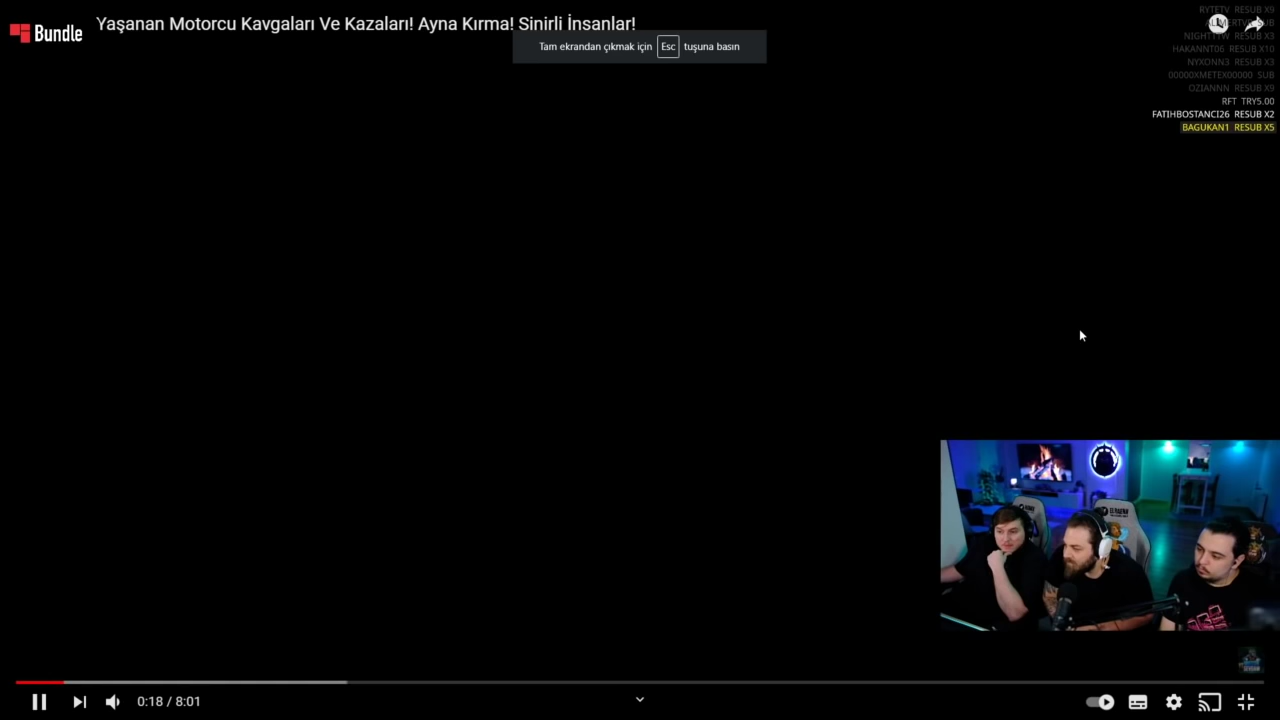 Bundle
Yaşanan Motorcu Kavgaları Ve Kazaları! Ayna Kırma! Sinirli İnsanlar!
Tam ekrandan çıkmak için Esc tuşuna basın
RYTETV RESUB X9
RESUB X3
HAKANNT06 RESUB X10
NYXONN3 RESUB X3
00000XMETEX00000 SUB
OZIANNN RESUB X9
RFT TRY5.00
FATIHBOSTANCI26 RESUB X2
BAGUKAN1 RESUB X5
0:18 / 8:01